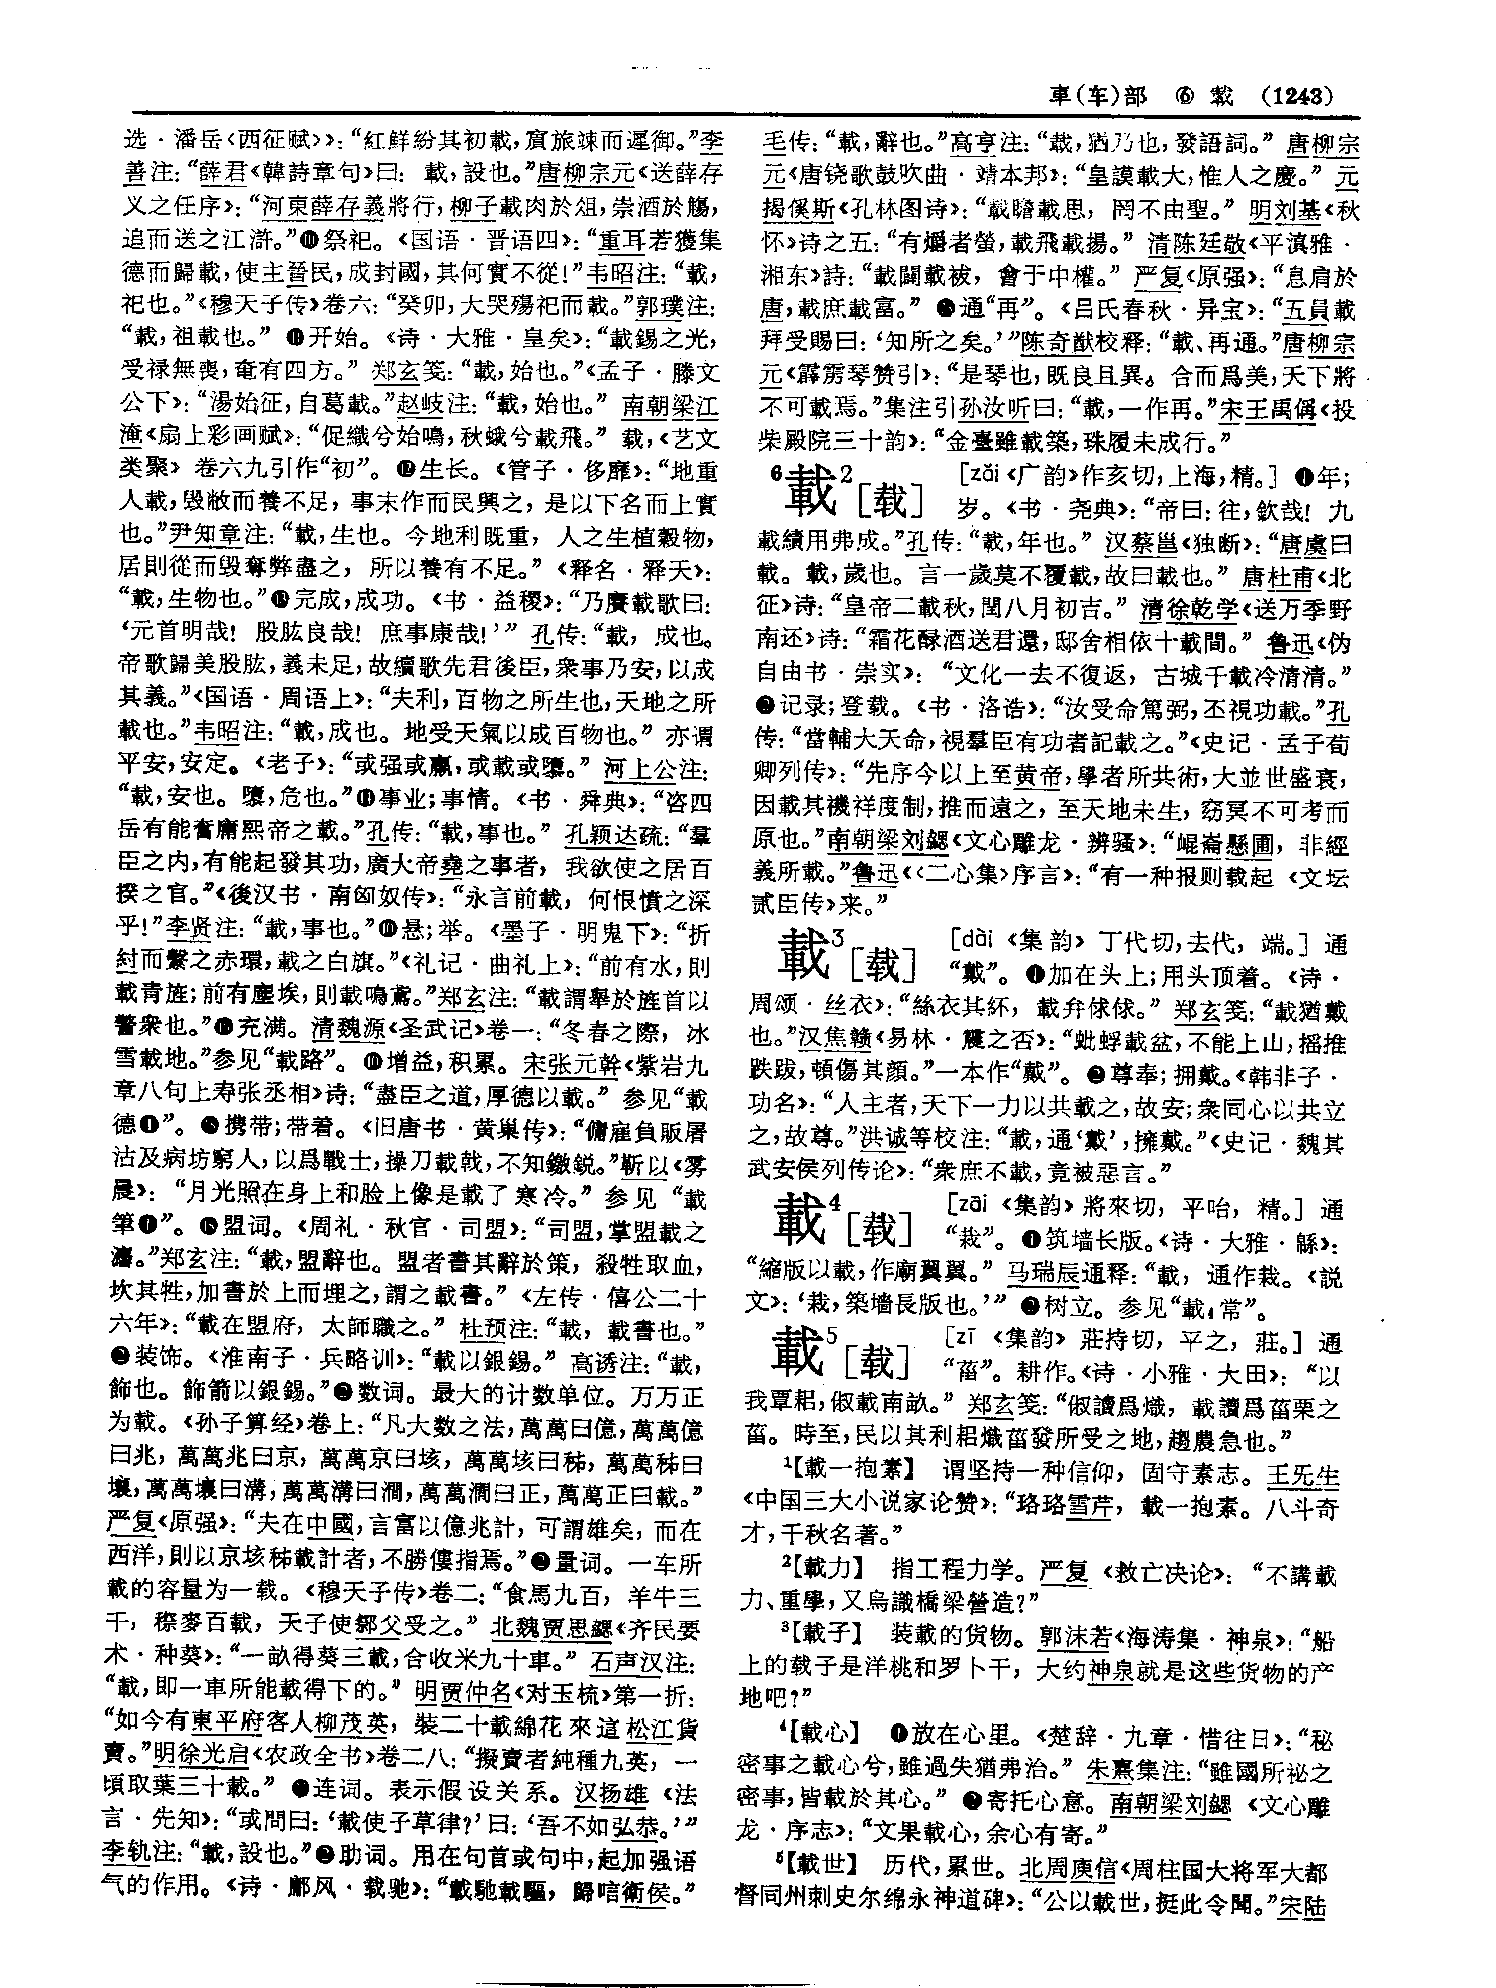 車(车)部 ⑥ 載 (1243)
选·潘岳《西征赋》》：“紅鮮紛其初載，賓旅竦而遲御。”李
善注：“薛君《韓詩章句》曰： 載，設也。”唐柳宗元《送薛存
义之任序》：“河東薛存義將行，柳子載肉於俎，崇酒於觴，
追而送之江滸。”⑩祭祀。《国语·晋语四》：“重耳若獲集
德而歸載，使主晉民，成封國，其何實不從！”韦昭注：“載，
祀也。”《穆天子传》卷六：“癸卯，大哭殤祀而載。”郭璞注：
“載，祖載也。” ⑪开始。《诗·大雅·皇矣》：“載錫之光，
受禄無喪，奄有四方。” 郑玄笺：“載，始也。”《孟子·滕文
公下》：“湯始征，自葛載。”赵岐注：“載，始也。” 南朝梁江
淹《扇上彩画赋》：“促織兮始鳴，秋蛾兮載飛。” 载，《艺文
类聚》 卷六九引作“初”。 ⑫生长。《管子·侈靡》：“地重
人載，毁敝而養不足， 事末作而民興之， 是以下名而上實
也。”尹知章注：“載，生也。今地利既重， 人之生植穀物，
居則從而毁奪弊盡之， 所以養有不足。”《释名·释天》：
“載，生物也。”⑬完成，成功。《书·益稷》：“乃賡載歌曰：
‘元首明哉！ 股肱良哉！ 庶事康哉！’” 孔传：“載， 成也。
帝歌歸美股肱，義未足，故續歌先君後臣，衆事乃安，以成
其義。”《国语·周语上》：“夫利，百物之所生也，天地之所
載也。”韦昭注：“載，成也。地受天氣以成百物也。” 亦谓
平安，安定。《老子》：“或强或羸，或載或隳。” 河上公注：
“載，安也。隳，危也。”⑭事业；事情。《书·舜典》：“咨四
岳有能奮庸熙帝之載。”孔传：“載，事也。” 孔颖达疏：“羣
臣之内，有能起發其功，廣大帝堯之事者， 我欲使之居百
揆之官。”《後汉书·南匈奴传》：“永言前載， 何恨憤之深
乎！”李贤注：“載，事也。”⑮悬；举。《墨子·明鬼下》：“折
紂而繫之赤環，載之白旗。”《礼记·曲礼上》：“前有水，則
載青旌；前有塵埃，則載鳴鳶。”郑玄注：“載謂舉於旌首以
警衆也。”⑯充满。清魏源《圣武记》卷一：“冬春之際， 冰
雪載地。”参见“載路”。 ⑰增益，积累。宋张元幹《紫岩九
章八句上寿张丞相》诗：“盡臣之道，厚德以載。” 参见“載
德❶”。 ⑱携带；带着。《旧唐书·黄巢传》：“傭雇負販屠
沽及病坊窮人，以爲戰士，操刀載戟，不知鐓鋭。”靳以《雾
晨》： “月光照在身上和脸上像是載了寒冷。” 参见 “載
筆❶”。 ⑲盟词。《周礼·秋官·司盟》：“司盟，掌盟載之
灋。”郑玄注：“載，盟辭也。盟者書其辭於策， 殺牲取血，
坎其牲，加書於上而埋之，謂之載書。”《左传·僖公二十
六年》：“載在盟府， 太師職之。” 杜预注：“載， 載書也。”
⑳装饰。《淮南子·兵略训》：“載以銀錫。” 高诱注：“載，
飾也。飾箭以銀錫。”㉑数词。最大的计数单位。万万正
为載。《孙子算经》卷上：“凡大数之法，萬萬曰億，萬萬億
曰兆，萬萬兆曰京，萬萬京曰垓，萬萬垓曰秭，萬萬秭曰
壤，萬萬壤曰溝，萬萬溝曰澗，萬萬澗曰正，萬萬正曰載。”
严复《原强》：“夫在中國，言富以億兆計，可謂雄矣，而在
西洋，則以京垓秭載計者，不勝僂指焉。”㉒量词。一车所
載的容量为一载。《穆天子传》卷二：“食馬九百， 羊牛三
千， 穄麥百載， 天子使䣙父受之。” 北魏贾思勰《齐民要
术·种葵》：“一畝得葵三載，合收米九十車。” 石声汉注：
“載，即一車所能載得下的。” 明贾仲名《对玉梳》第一折：
“如今有東平府客人柳茂英， 裝二十載綿花來這松江貨
賣。”明徐光启《农政全书》卷二八：“擬賣者純種九英， 一
頃取葉三十載。” ㉓连词。表示假设关系。汉扬雄《法
言·先知》：“或問曰：‘載使子草律？’曰：‘吾不如弘恭。’”
李轨注：“載，設也。”㉔助词。用在句首或句中，起加强语
气的作用。《诗·鄘风·载驰》：“載馳載驅， 歸唁衛侯。”
毛传：“載，辭也。”高亨注：“载，猶乃也，發語詞。” 唐柳宗
元《唐铙歌鼓吹曲·靖本邦》：“皇謨載大，惟人之慶。” 元
揭傒斯《孔林图诗》：“載瞻載思， 罔不由聖。” 明刘基《秋
怀》诗之五：“有爝者螢，載飛載揚。” 清陈廷敬《平滇雅·
湘东》詩：“載闢載祓， 會于中權。” 严复《原强》：“息肩於
唐，載庶載富。” ㉕通“再”。《吕氏春秋·异宝》：“五員載
拜受賜曰：‘知所之矣。’”陈奇猷校释：“載、再通。”唐柳宗
元《霹雳琴赞引》：“是琴也，既良且異。合而爲美，天下將
不可載焉。”集注引孙汝听曰：“載，一作再。”宋王禹偁《投
柴殿院三十韵》：“金臺雖載築，珠履未成行。”
6載2［载］ ［zǎi《广韵》作亥切，上海，精。］ ❶年；
岁。《书·尧典》：“帝曰：往，欽哉！ 九
載績用弗成。”孔传：“載，年也。” 汉蔡邕《独断》：“唐虞曰
載。載，歲也。言一歲莫不覆載，故曰載也。” 唐杜甫《北
征》诗：“皇帝二載秋，閏八月初吉。” 清徐乾学《送万季野
南还》诗：“霜花酴酒送君還，邸舍相依十載間。” 鲁迅《伪
自由书·崇实》： “文化一去不復返， 古城千載冷清清。”
❷记录；登载。《书·洛诰》：“汝受命篤弼，丕視功載。”孔
传：“當輔大天命，視羣臣有功者記載之。”《史记·孟子荀
卿列传》：“先序今以上至黄帝，學者所共術，大並世盛衰，
因載其禨祥度制，推而遠之， 至天地未生， 窈冥不可考而
原也。”南朝梁刘勰《文心雕龙·辨骚》：“崐崙懸圃， 非經
義所載。”鲁迅《《二心集》序言》：“有一种报则载起 《文坛
贰臣传》来。”
載3［载］ ［dài《集韵》丁代切，去代， 端。］ 通
“戴”。 ❶加在头上；用头顶着。《诗·
周颂·丝衣》：“絲衣其紑， 載弁俅俅。” 郑玄笺：“載猶戴
也。”汉焦赣《易林·震之否》：“蚍蜉載盆，不能上山，摇推
跌跋，頓傷其顔。”一本作“戴”。 ❷尊奉；拥戴。《韩非子·
功名》：“人主者，天下一力以共載之，故安；衆同心以共立
之，故尊。”洪诚等校注：“載，通‘戴’，擁戴。”《史记·魏其
武安侯列传论》：“衆庶不載，竟被惡言。”
載4［载］ ［zāi《集韵》將來切， 平咍， 精。］ 通
“栽”。 ❶筑墙长版。《诗·大雅·緜》：
“縮版以載，作廟翼翼。” 马瑞辰通释：“載， 通作栽。《説
文》：‘栽，築墻長版也。’” ❷树立。参见“載4常”。
載5［载］ ［zī 《集韵》 莊持切， 平之， 莊。］ 通
“菑”。耕作。《诗·小雅·大田》： “以
我覃耜，俶載南畝。” 郑玄笺：“俶讀爲熾， 載讀爲菑栗之
菑。時至，民以其利耜熾菑發所受之地，趨農急也。”
1【載一抱素】 谓坚持一种信仰， 固守素志。王旡生
《中国三大小说家论赞》：“珞珞雪芹， 載一抱素。八斗奇
才，千秋名著。”
2【載力】 指工程力学。严复《救亡决论》：“不講載
力、重學，又烏識橋梁營造？”
3【載子】 装載的货物。郭沫若《海涛集·神泉》：“船
上的载子是洋桃和罗卜干， 大约神泉就是这些货物的产
地吧？”
4【載心】 ❶放在心里。《楚辞·九章·惜往日》：“秘
密事之載心兮，雖過失猶弗治。” 朱熹集注：“雖國所祕之
密事，皆載於其心。” ❷寄托心意。南朝梁刘勰《文心雕
龙·序志》：“文果載心，余心有寄。”
5【載世】 历代，累世。北周庾信《周柱国大将军大都
督同州刺史尔绵永神道碑》：“公以載世，挺此令聞。”宋陆